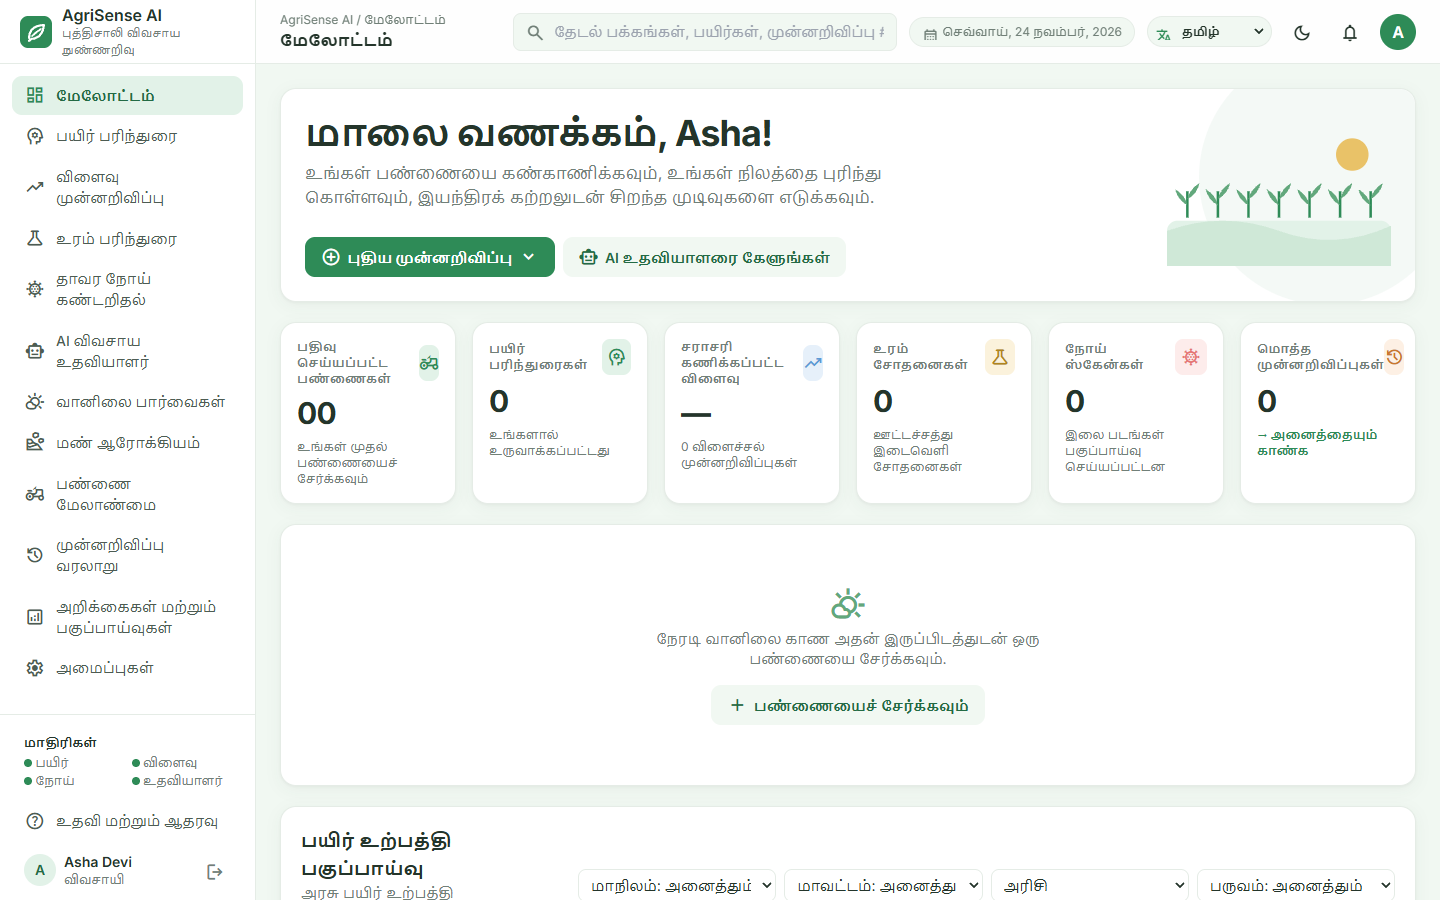 AgriSense AI
புத்திசாலி விவசாய
நுண்ணறிவு
மேலோட்டம்
பயிர் பரிந்துரை
விளைவு
முன்னறிவிப்பு
உரம் பரிந்துரை
தாவர நோய்
கண்டறிதல்
AI விவசாய
உதவியாளர்
வானிலை பார்வைகள்
மண் ஆரோக்கியம்
பண்ணை
மேலாண்மை
முன்னறிவிப்பு
வரலாறு
அறிக்கைகள் மற்றும்
பகுப்பாய்வுகள்
அமைப்புகள்
மாதிரிகள்
பயிர்
விளைவு
நோய்
உதவியாளர்
உதவி மற்றும் ஆதரவு
A
Asha Devi
விவசாயி
AgriSense AI / மேலோட்டம்
மேலோட்டம்
தேடல் பக்கங்கள், பயிர்கள், முன்னறிவிப்பு
செவ்வாய், 24 நவம்பர், 2026
தமிழ்
A
மாலை வணக்கம், Asha!
உங்கள் பண்ணையை கண்காணிக்கவும், உங்கள் நிலத்தை புரிந்து
கொள்ளவும், இயந்திரக் கற்றலுடன் சிறந்த முடிவுகளை எடுக்கவும்.
புதிய முன்னறிவிப்பு
AI உதவியாளரை கேளுங்கள்
பதிவு
செய்யப்பட்ட
பண்ணைகள்
00
உங்கள் முதல்
பண்ணையைச்
சேர்க்கவும்
பயிர்
பரிந்துரைகள்
0
உங்களால்
உருவாக்கப்பட்டது
சராசரி
கணிக்கப்பட்ட
விளைவு
—
0 விளைச்சல்
முன்னறிவிப்புகள்
உரம்
சோதனைகள்
0
ஊட்டச்சத்து
இடைவெளி
சோதனைகள்
நோய்
ஸ்கேன்கள்
0
இலை படங்கள்
பகுப்பாய்வு
செய்யப்பட்டன
மொத்த
முன்னறிவிப்புகள்
0
→ அனைத்தையும்
காண்க
நேரடி வானிலை காண அதன் இருப்பிடத்துடன் ஒரு
பண்ணையை சேர்க்கவும்.
+ பண்ணையைச் சேர்க்கவும்
பயிர் உற்பத்தி
பகுப்பாய்வு
அரசு பயிர் உற்பத்தி
மாநிலம்: அனைத்தும்
மாவட்டம்: அனைத்து
அரிசி
பருவம்: அனைத்தும்